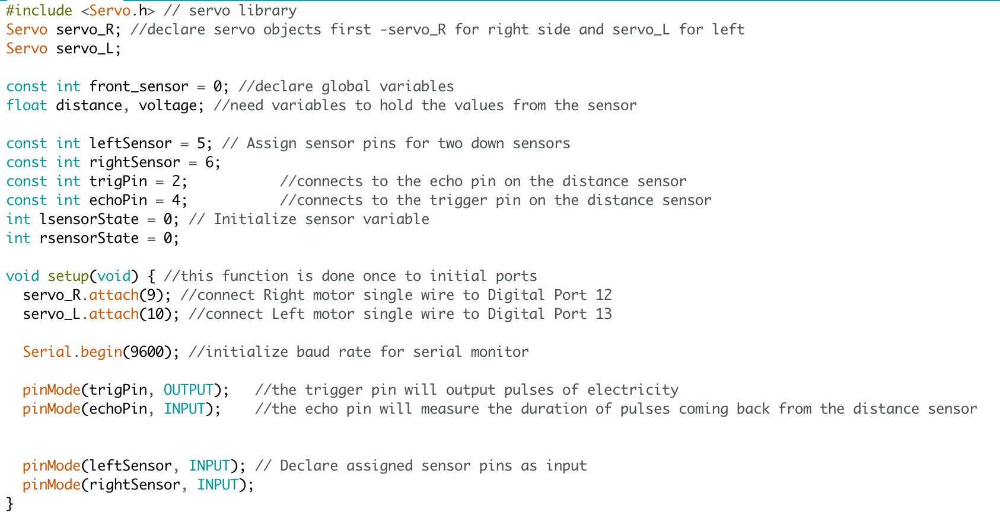 #include <Servo.h> // servo library
Servo servo_R; //declare servo objects first -servo_R for right side and servo_L for left
Servo servo_L;

const int front_sensor = 0; //declare global variables
float distance, voltage; //need variables to hold the values from the sensor

const int leftSensor = 5; // Assign sensor pins for two down sensors
const int rightSensor = 6;
const int trigPin = 2;           //connects to the echo pin on the distance sensor
const int echoPin = 4;           //connects to the trigger pin on the distance sensor
int lsensorState = 0; // Initialize sensor variable
int rsensorState = 0;

void setup(void) { //this function is done once to initial ports
  servo_R.attach(9); //connect Right motor single wire to Digital Port 12
  servo_L.attach(10); //connect Left motor single wire to Digital Port 13

  Serial.begin(9600); //initialize baud rate for serial monitor

  pinMode(trigPin, OUTPUT);   //the trigger pin will output pulses of electricity
  pinMode(echoPin, INPUT);    //the echo pin will measure the duration of pulses coming back from the distance sensor


  pinMode(leftSensor, INPUT); // Declare assigned sensor pins as input
  pinMode(rightSensor, INPUT);
}